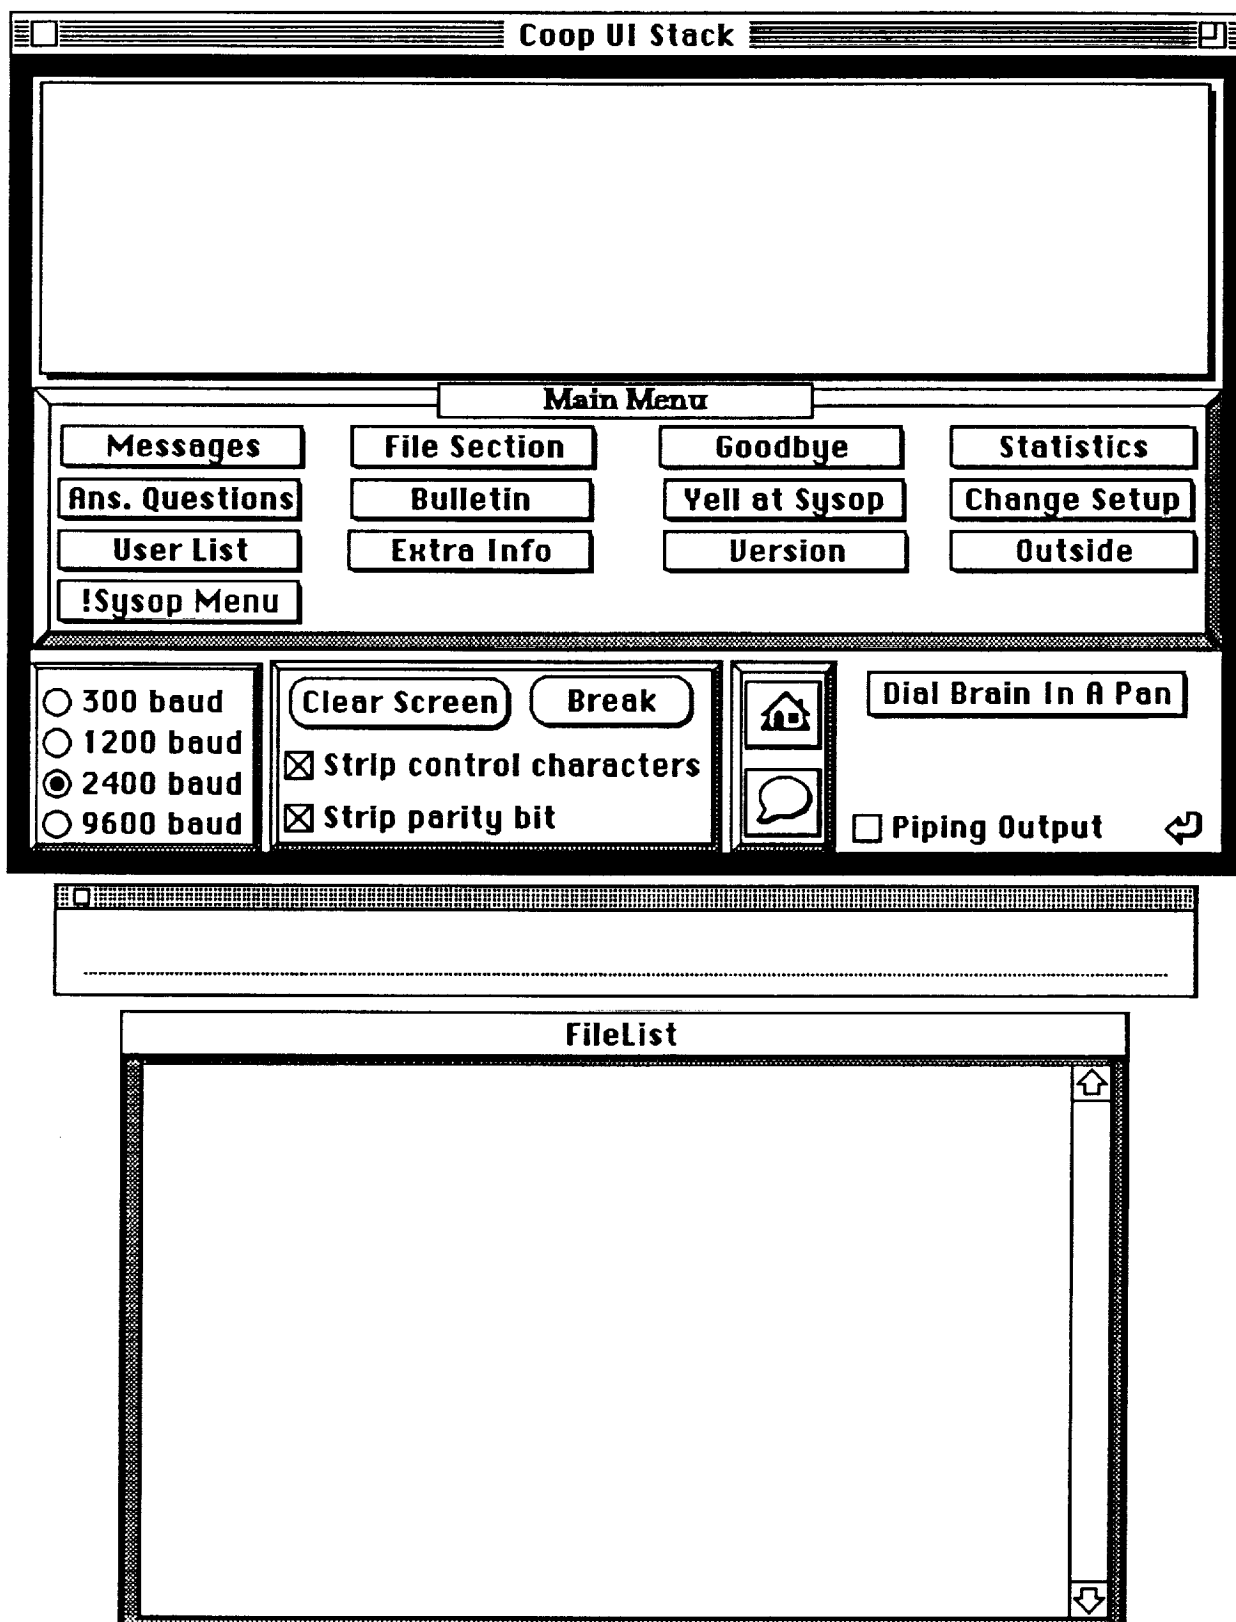 Coop UI Stack
Main Menu
Messages File Section Goodbye Statistics
Ans. Questions Bulletin Yell at Sysop Change Setup
User List Extra Info Version Outside
!Sysop Menu
300 baud
1200 baud
2400 baud
9600 baud
Clear Screen Break
Strip control characters
Strip parity bit
Dial Brain In A Pan
Piping Output
FileList